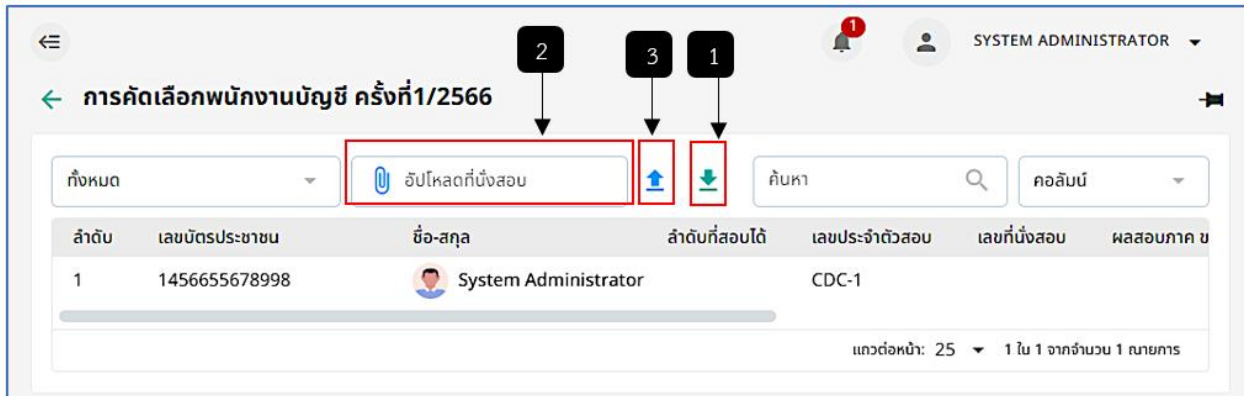 2
3
1
1
SYSTEM ADMINISTRATOR
การคัดเลือกพนักงานบัญชี ครั้งที่1/2566
ทั้งหมด
อัปโหลดที่นั่งสอบ
ค้นหา
คอลัมน์
ลำดับ เลขบัตรประชาชน ชื่อ-สกุล ลำดับที่สอบได้ เลขประจำตัวสอบ เลขที่นั่งสอบ ผลสอบภาค ข
1 1456655678998 System Administrator CDC-1
แถวต่อหน้า: 25 1 ใน 1 จากจำนวน 1 ณายการ